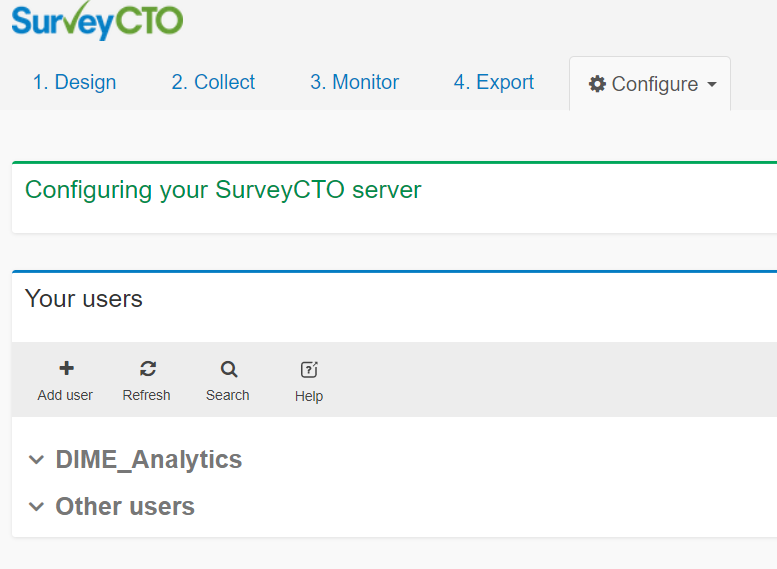 SurveyCTO
1. Design 2. Collect 3. Monitor 4. Export Configure
Configuring your SurveyCTO server
Your users
Add user Refresh Search Help
DIME_Analytics
Other users